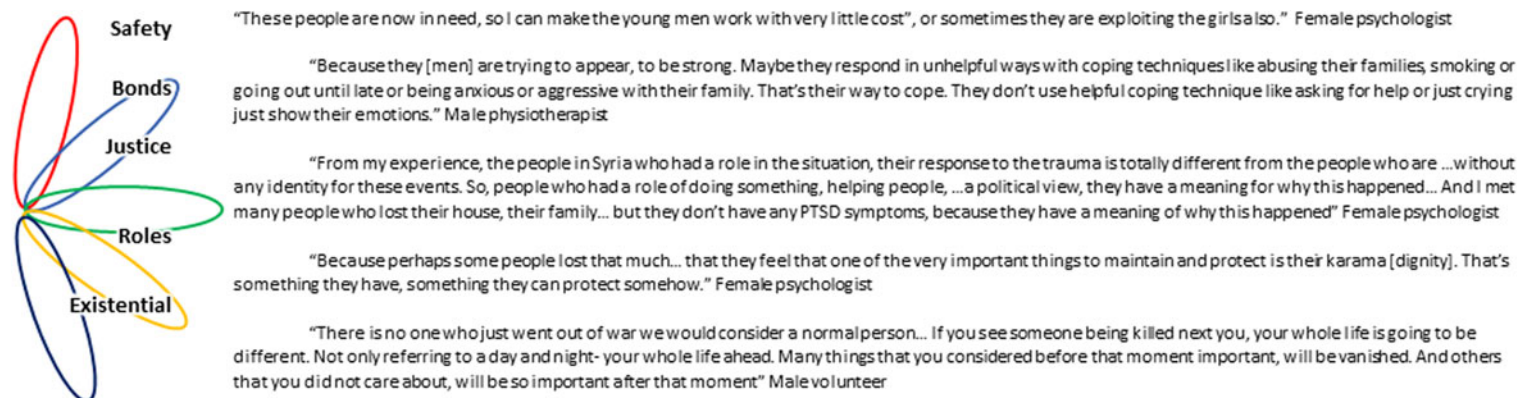 Safety
“These people are now in need, so I can make the young men work with very little cost”, or sometimes they are exploiting the girls also.” Female psychologist
Bonds
“Because they [men] are trying to appear, to be strong. Maybe they respond in unhelpful ways with coping techniques like abusing their families, smoking or
going out until late or being anxious or aggressive with their family. That’s their way to cope. They don’t use helpful coping technique like asking for help or just crying
just show their emotions.” Male physiotherapist
Justice
“From my experience, the people in Syria who had a role in the situation, their response to the trauma is totally different from the people who are ...without
any identity for these events. So, people who had a role of doing something, helping people, ...a political view, they have a meaning for why this happened... And I met
many people who lost their house, their family... but they don’t have any PTSD symptoms, because they have a meaning of why this happened” Female psychologist
Roles
“Because perhaps some people lost that much... that they feel that one of the very important things to maintain and protect is their karama [dignity]. That’s
something they have, something they can protect somehow.” Female psychologist
Existential
“There is no one who just went out of war we would consider a normal person... If you see someone being killed next you, your whole life is going to be
different. Not only referring to a day and night- your whole life ahead. Many things that you considered before that moment important, will be vanished. And others
that you did not care about, will be so important after that moment” Male volunteer